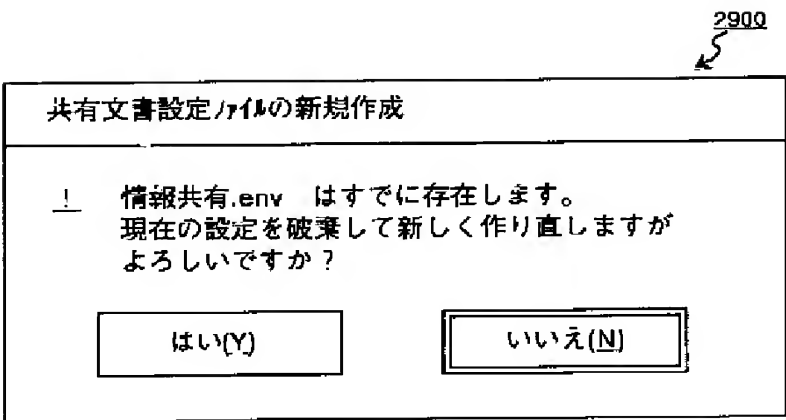 2900
共有文書設定ﾌｧｲﾙの新規作成
! 情報共有.env はすでに存在します。
現在の設定を破棄して新しく作り直しますが
よろしいですか？
はい(Y) いいえ(N)